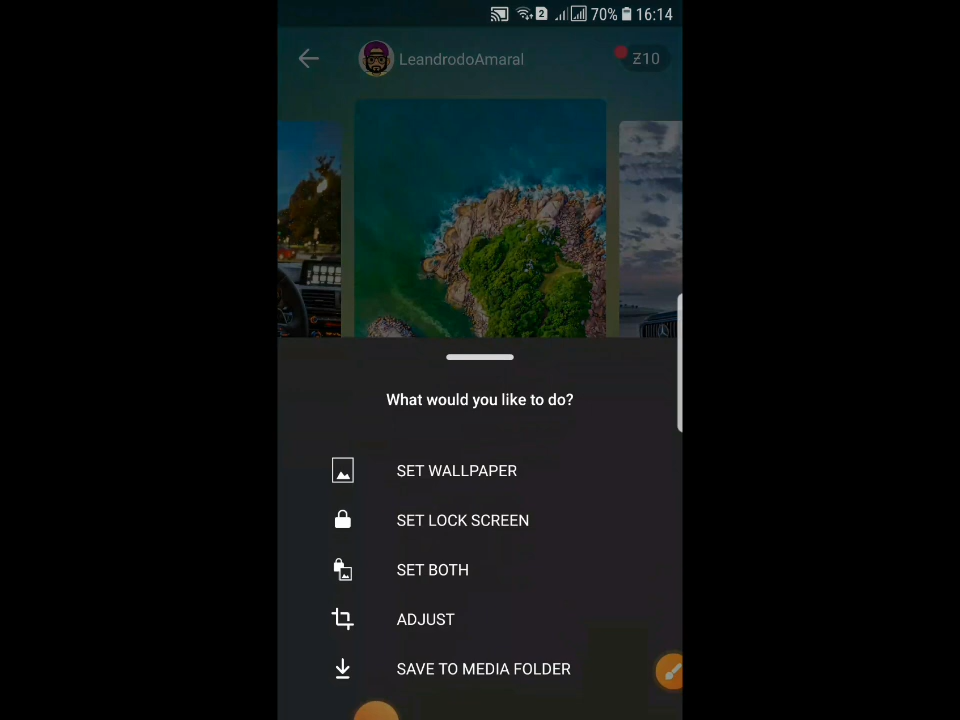 2 70% 16:14
LeandrodoAmaral
Ƶ10
What would you like to do?
SET WALLPAPER
SET LOCK SCREEN
SET BOTH
ADJUST
SAVE TO MEDIA FOLDER